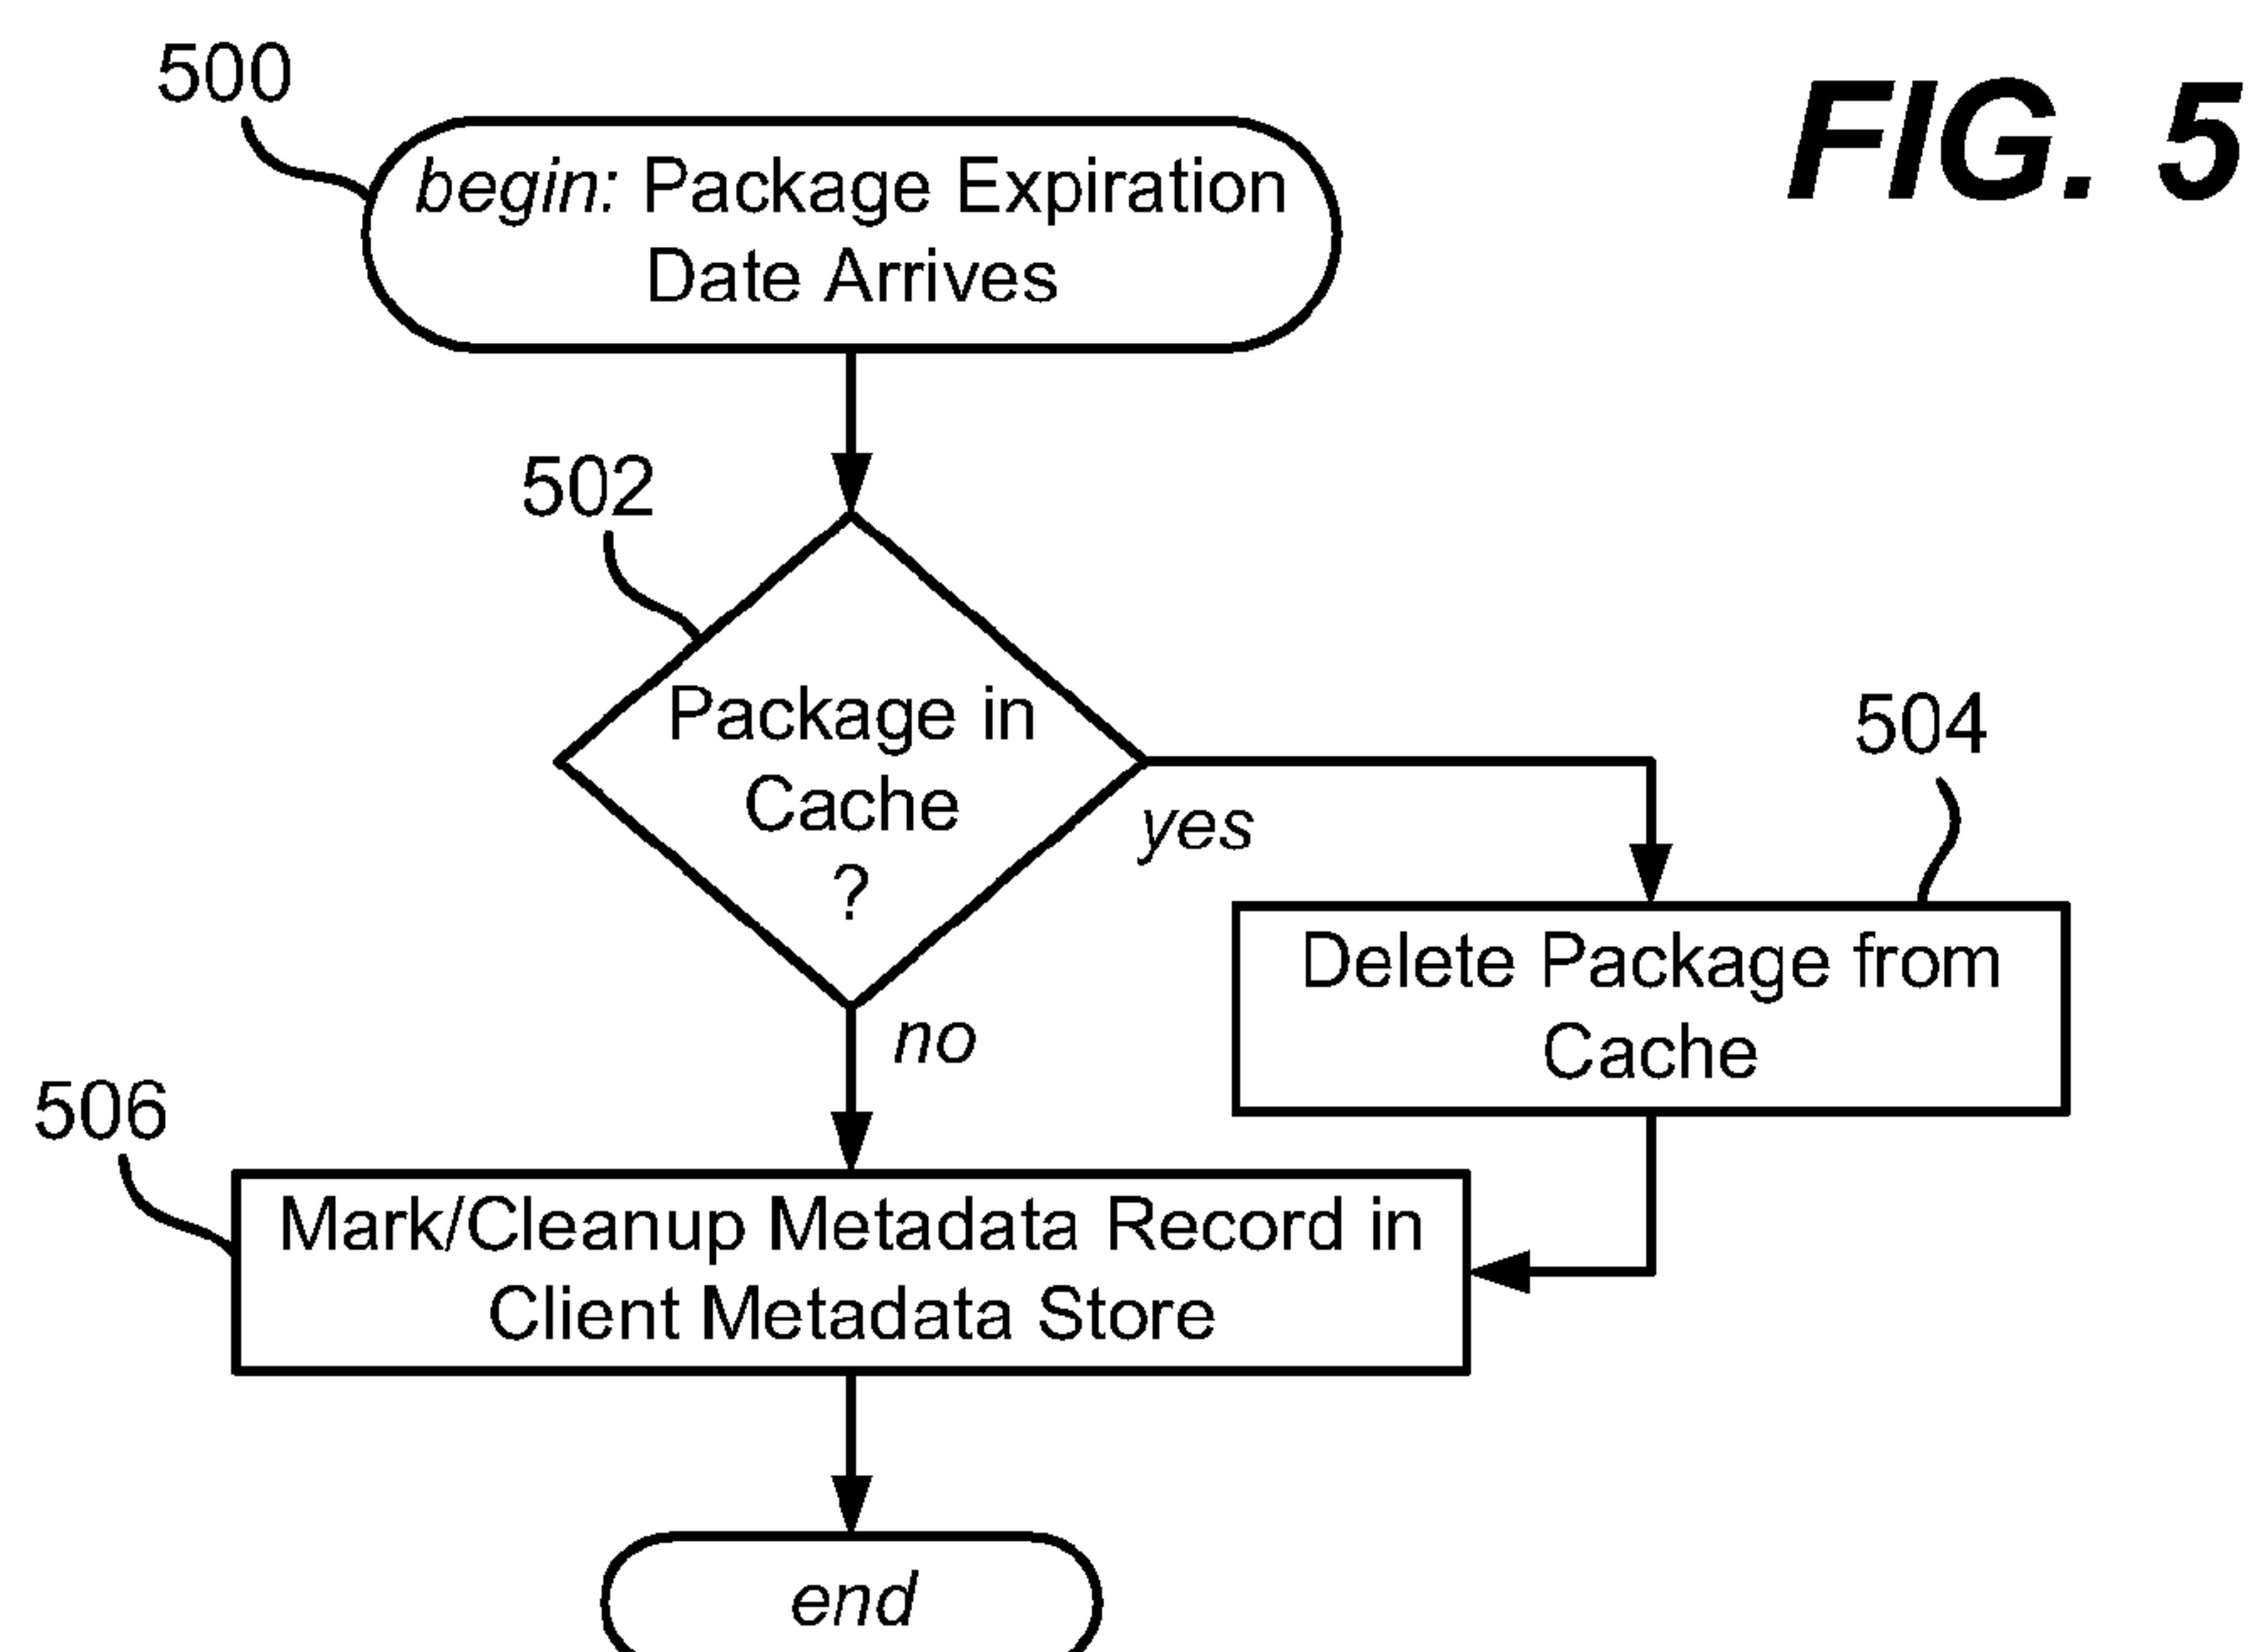 500
FIG. 5
begin: Package Expiration
Date Arrives
502
Package in
Cache
?
yes
504
Delete Package from
Cache
no
506
Mark/Cleanup Metadata Record in
Client Metadata Store
end